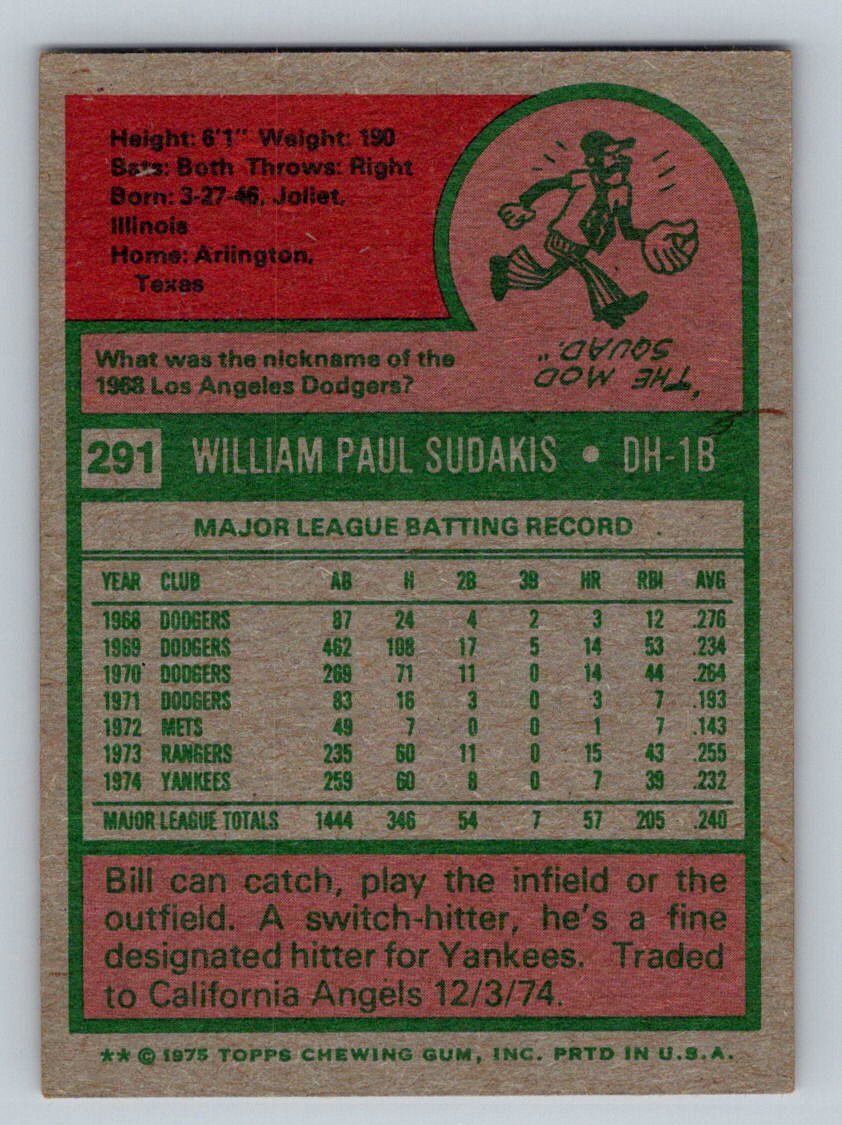 Height: 6'1" Weight: 190
Bats: Both Throws: Right
Born: 3-27-46, Joliet,
Illinois
Home: Arlington,
Texas
What was the nickname of the
1968 Los Angeles Dodgers?
"THE MOD
SQUAD."
291 WILLIAM PAUL SUDAKIS • DH-1B
MAJOR LEAGUE BATTING RECORD
YEAR CLUB AB H 2B 3B HR RBI AVG
1968 DODGERS 87 24 4 2 3 12 .276
1969 DODGERS 462 108 17 5 14 53 .234
1970 DODGERS 269 71 11 0 14 44 .264
1971 DODGERS 83 16 3 0 3 7 .193
1972 METS 49 7 0 0 1 7 .143
1973 RANGERS 235 60 11 0 15 43 .255
1974 YANKEES 259 60 8 0 7 39 .232
MAJOR LEAGUE TOTALS 1444 346 54 7 57 205 .240
Bill can catch, play the infield or the
outfield. A switch-hitter, he's a fine
designated hitter for Yankees. Traded
to California Angels 12/3/74.
** © 1975 TOPPS CHEWING GUM, INC. PRTD IN U.S.A.